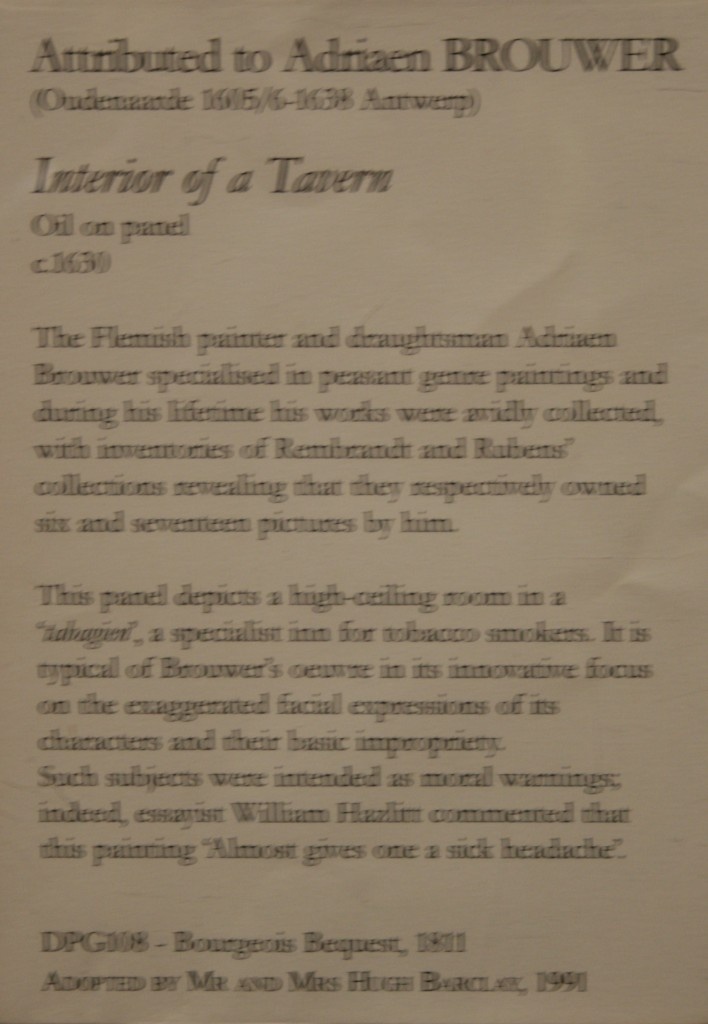 Attributed to Adriaen BROUWER
(Oudenaarde 1605/6-1638 Antwerp)
Interior of a Tavern
Oil on panel
c.1630
The Flemish painter and draughtsman Adriaen
Brouwer specialised in peasant genre paintings and
during his lifetime his works were avidly collected,
with inventories of Rembrandt and Rubens'
collections revealing that they respectively owned
six and seventeen pictures by him.
This panel depicts a high-ceiling room in a
'tabagien', a specialist inn for tobacco smokers. It is
typical of Brouwer's oeuvre in its innovative focus
on the exaggerated facial expressions of its
characters and their basic impropriety.
Such subjects were intended as moral warnings;
indeed, essayist William Hazlitt commented that
this painting "Almost gives one a sick headache".
DPG108 - Bourgeois Bequest, 1811
ADOPTED BY MR AND MRS HUGH BARCLAY, 1991